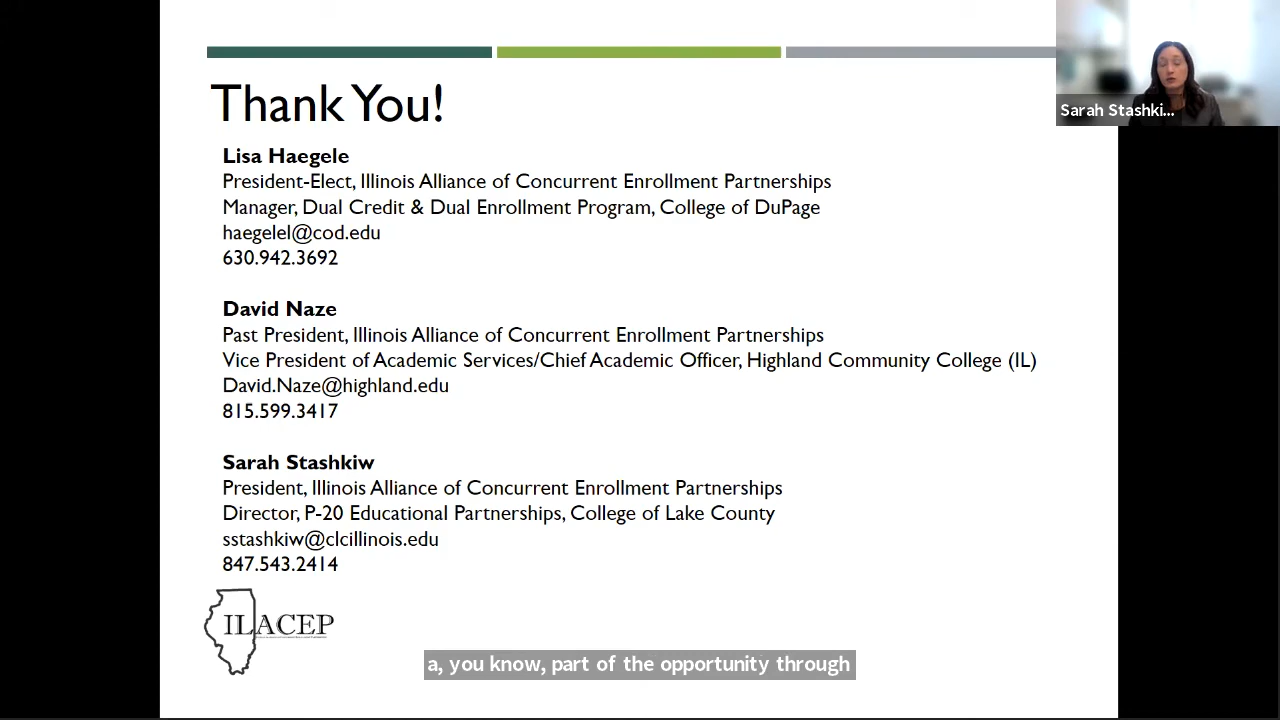 Thank You!
Sarah Stashki...
Lisa Haegele
President-Elect, Illinois Alliance of Concurrent Enrollment Partnerships
Manager, Dual Credit & Dual Enrollment Program, College of DuPage
haegelel@cod.edu
630.942.3692
David Naze
Past President, Illinois Alliance of Concurrent Enrollment Partnerships
Vice President of Academic Services/Chief Academic Officer, Highland Community College (IL)
David.Naze@highland.edu
815.599.3417
Sarah Stashkiw
President, Illinois Alliance of Concurrent Enrollment Partnerships
Director, P-20 Educational Partnerships, College of Lake County
sstashkiw@clcillinois.edu
847.543.2414
ILACEP
a, you know, part of the opportunity through